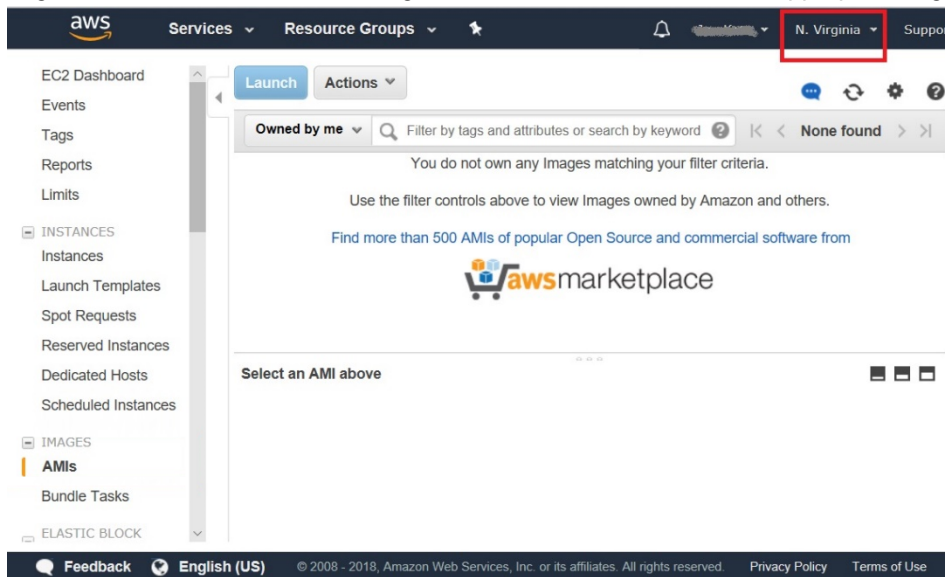 aws
Services
Resource Groups
N. Virginia
Suppor
EC2 Dashboard
Events
Tags
Reports
Limits
INSTANCES
Instances
Launch Templates
Spot Requests
Reserved Instances
Dedicated Hosts
Scheduled Instances
IMAGES
AMIs
Bundle Tasks
ELASTIC BLOCK
Launch
Actions
Owned by me
Filter by tags and attributes or search by keyword
None found
You do not own any Images matching your filter criteria.
Use the filter controls above to view Images owned by Amazon and others.
Find more than 500 AMIs of popular Open Source and commercial software from
awsmarketplace
Select an AMI above
Feedback
English (US)
© 2008 - 2018, Amazon Web Services, Inc. or its affiliates. All rights reserved.
Privacy Policy
Terms of Use